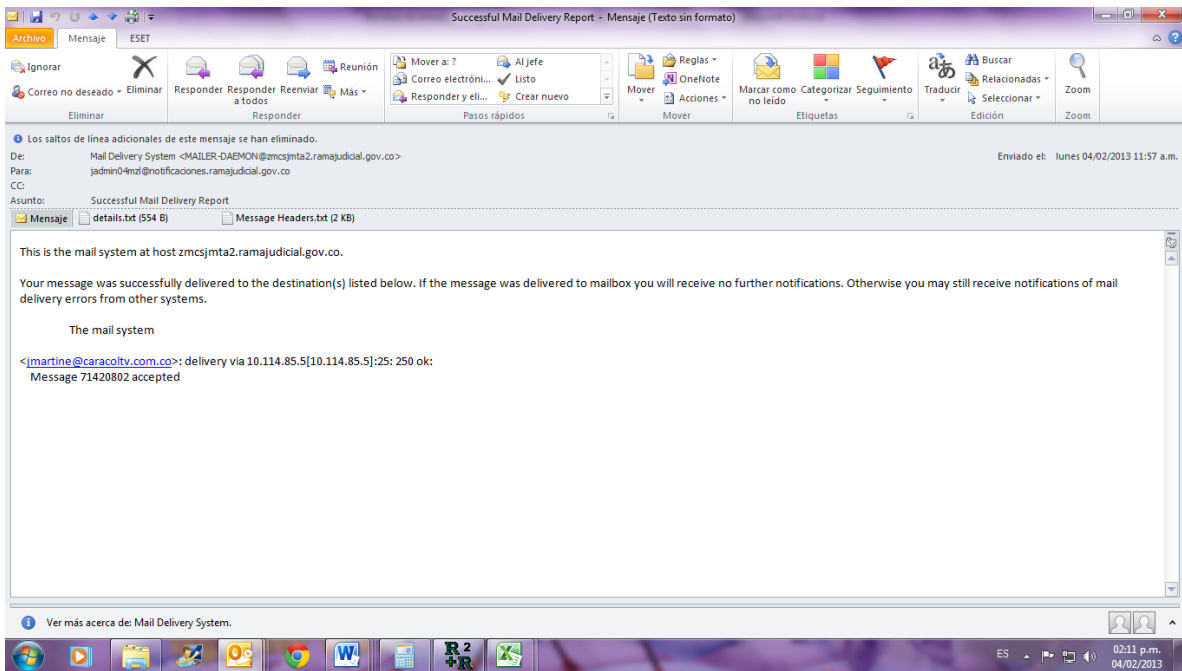 Successful Mail Delivery Report - Mensaje (Texto sin formato)
Archivo Mensaje ESET
Ignorar
Correo no deseado
Eliminar
Responder Responder a todos Reenviar
Reunión
Más
Mover a: ?
Correo electróni...
Responder y eli...
Al jefe
Listo
Crear nuevo
Mover
Reglas
OneNote
Acciones
Marcar como no leído
Categorizar
Seguimiento
Traducir
Buscar
Relacionadas
Seleccionar
Zoom
Eliminar Responder Pasos rápidos Mover Etiquetas Edición Zoom
Los saltos de línea adicionales de este mensaje se han eliminado.
De: Mail Delivery System <MAILER-DAEMON@zmcsjmta2.ramajudicial.gov.co> Enviado el: lunes 04/02/2013 11:57 a.m.
Para: jadmin04mzl@notificaciones.ramajudicial.gov.co
CC:
Asunto: Successful Mail Delivery Report
Mensaje details.txt (554 B) Message Headers.txt (2 KB)
This is the mail system at host zmcsjmta2.ramajudicial.gov.co.
Your message was successfully delivered to the destination(s) listed below. If the message was delivered to mailbox you will receive no further notifications. Otherwise you may still receive notifications of mail
delivery errors from other systems.
The mail system
<jmartine@caracoltv.com.co>: delivery via 10.114.85.5[10.114.85.5]:25: 250 ok:
Message 71420802 accepted
Ver más acerca de: Mail Delivery System.
R 2
+R
ES
02:11 p.m.
04/02/2013